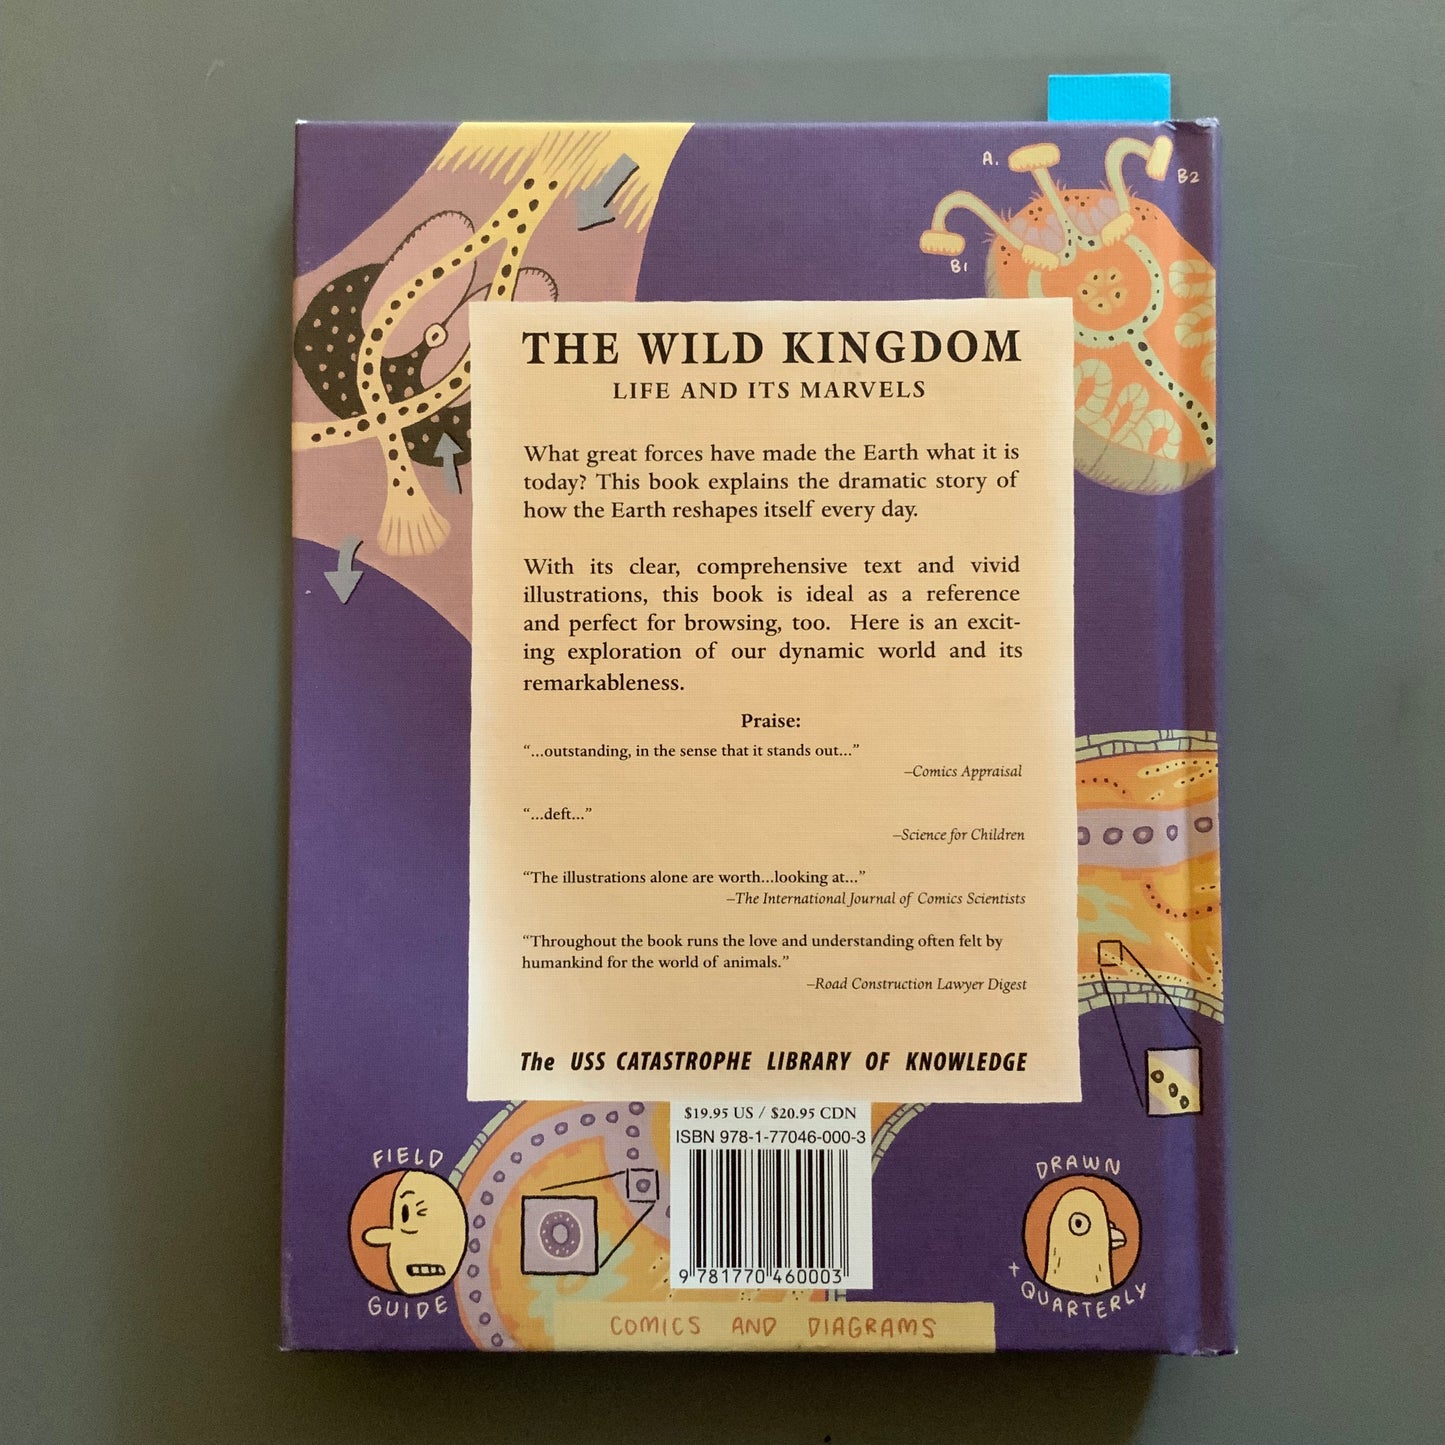 A.
B2
B1
THE WILD KINGDOM
LIFE AND ITS MARVELS
What great forces have made the Earth what it is
today? This book explains the dramatic story of
how the Earth reshapes itself every day.
With its clear, comprehensive text and vivid
illustrations, this book is ideal as a reference
and perfect for browsing, too. Here is an excit-
ing exploration of our dynamic world and its
remarkableness.
Praise:
“...outstanding, in the sense that it stands out...”
–Comics Appraisal
“...deft...”
–Science for Children
“The illustrations alone are worth...looking at...”
–The International Journal of Comics Scientists
“Throughout the book runs the love and understanding often felt by
humankind for the world of animals.”
–Road Construction Lawyer Digest
The USS CATASTROPHE LIBRARY OF KNOWLEDGE
$19.95 US / $20.95 CDN
ISBN 978-1-77046-000-3
9 781770 460003
FIELD
GUIDE
DRAWN
+ QUARTERLY
COMICS AND DIAGRAMS